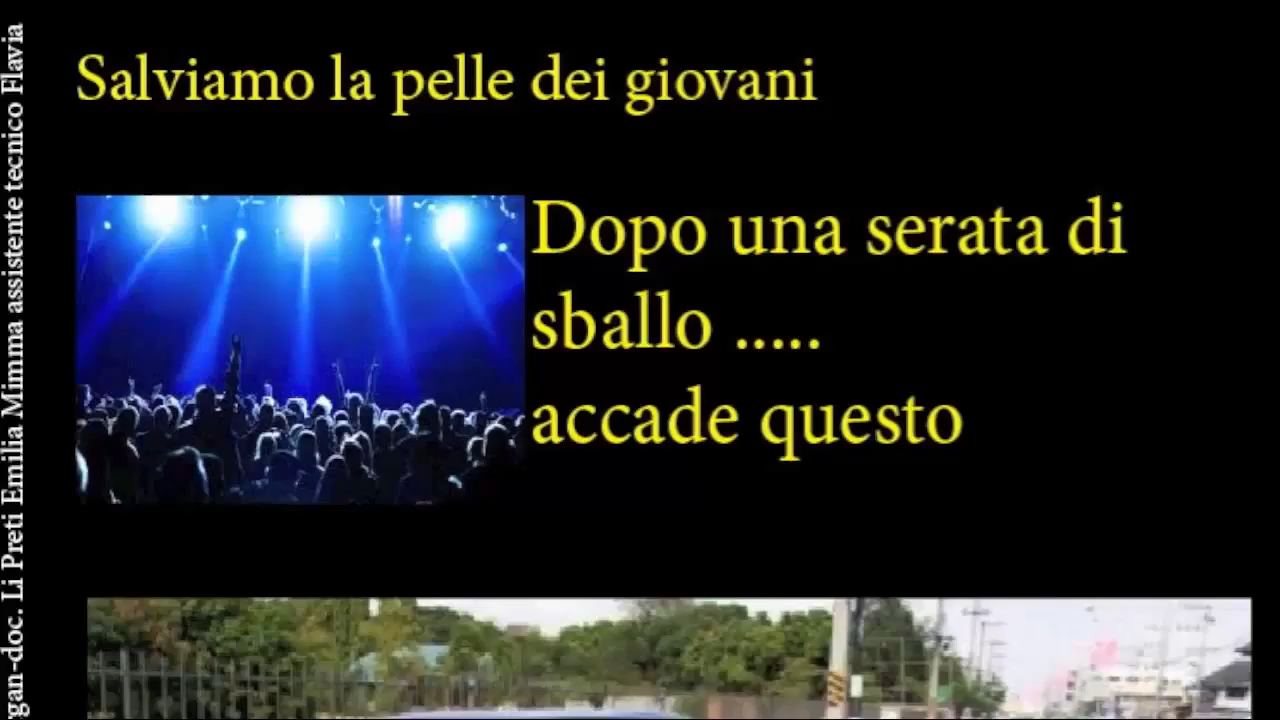 Salviamo la pelle dei giovani
Dopo una serata di
sballo .....
accade questo
gan-doc. Li Preti Emilia Mimma assistente tecnico Flavia